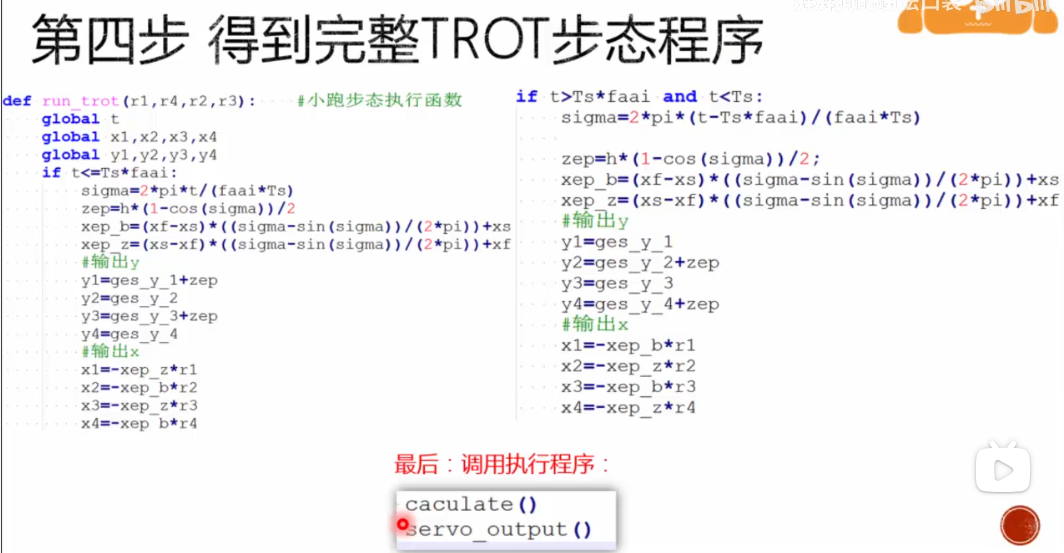 第四步 得到完整TROT步态程序
def run_trot(r1,r4,r2,r3): #小跑步态执行函数
global t
global x1,x2,x3,x4
global y1,y2,y3,y4
if t<=Ts*faai:
sigma=2*pi*t/(faai*Ts)
zep=h*(1-cos(sigma))/2
xep_b=(xf-xs)*((sigma-sin(sigma))/(2*pi))+xs
xep_z=(xs-xf)*((sigma-sin(sigma))/(2*pi))+xf
#输出y
y1=ges_y_1+zep
y2=ges_y_2
y3=ges_y_3+zep
y4=ges_y_4
#输出x
x1=-xep_z*r1
x2=-xep_b*r2
x3=-xep_z*r3
x4=-xep_b*r4
if t>Ts*faai and t<Ts:
sigma=2*pi*(t-Ts*faai)/(faai*Ts)
zep=h*(1-cos(sigma))/2;
xep_b=(xf-xs)*((sigma-sin(sigma))/(2*pi))+xs
xep_z=(xs-xf)*((sigma-sin(sigma))/(2*pi))+xf
#输出y
y1=ges_y_1
y2=ges_y_2+zep
y3=ges_y_3
y4=ges_y_4+zep
#输出x
x1=-xep_b*r1
x2=-xep_z*r2
x3=-xep_b*r3
x4=-xep_z*r4
最后：调用执行程序：
caculate()
servo_output()